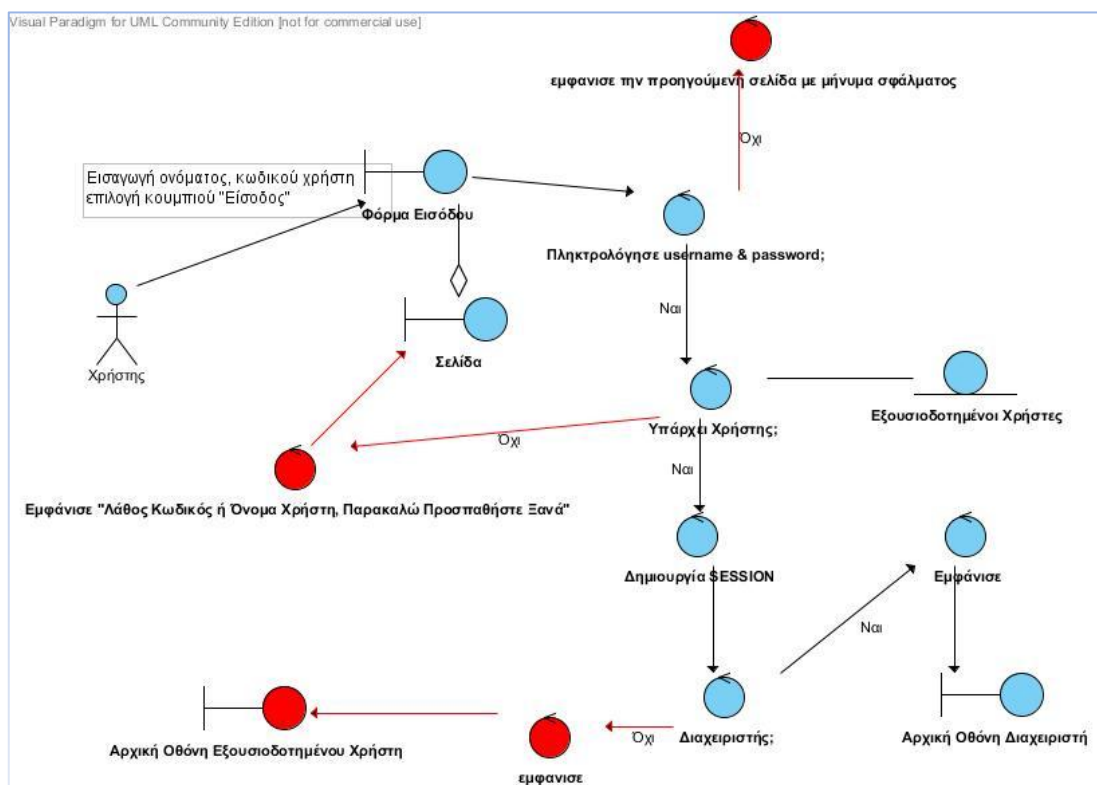 Visual Paradigm for UML Community Edition [not for commercial use]
εμφανισε την προηγούμενη σελίδα με μήνυμα σφάλματος
Όχι
Εισαγωγή ονόματος, κωδικού χρήστη
επιλογή κουμπιού "Είσοδος"
Φόρμα Εισόδου
Πληκτρολόγησε username & password;
Ναι
Σελίδα
Χρήστης
Υπάρχει Χρήστης;
Εξουσιοδοτημένοι Χρήστες
Όχι
Ναι
Εμφάνισε "Λάθος Κωδικός ή Όνομα Χρήστη, Παρακαλώ Προσπαθήστε Ξανά"
Δημιουργία SESSION
Εμφάνισε
Ναι
Αρχική Οθόνη Εξουσιοδοτημένου Χρήστη
Όχι
Διαχειριστής;
Αρχική Οθόνη Διαχειριστή
εμφανισε